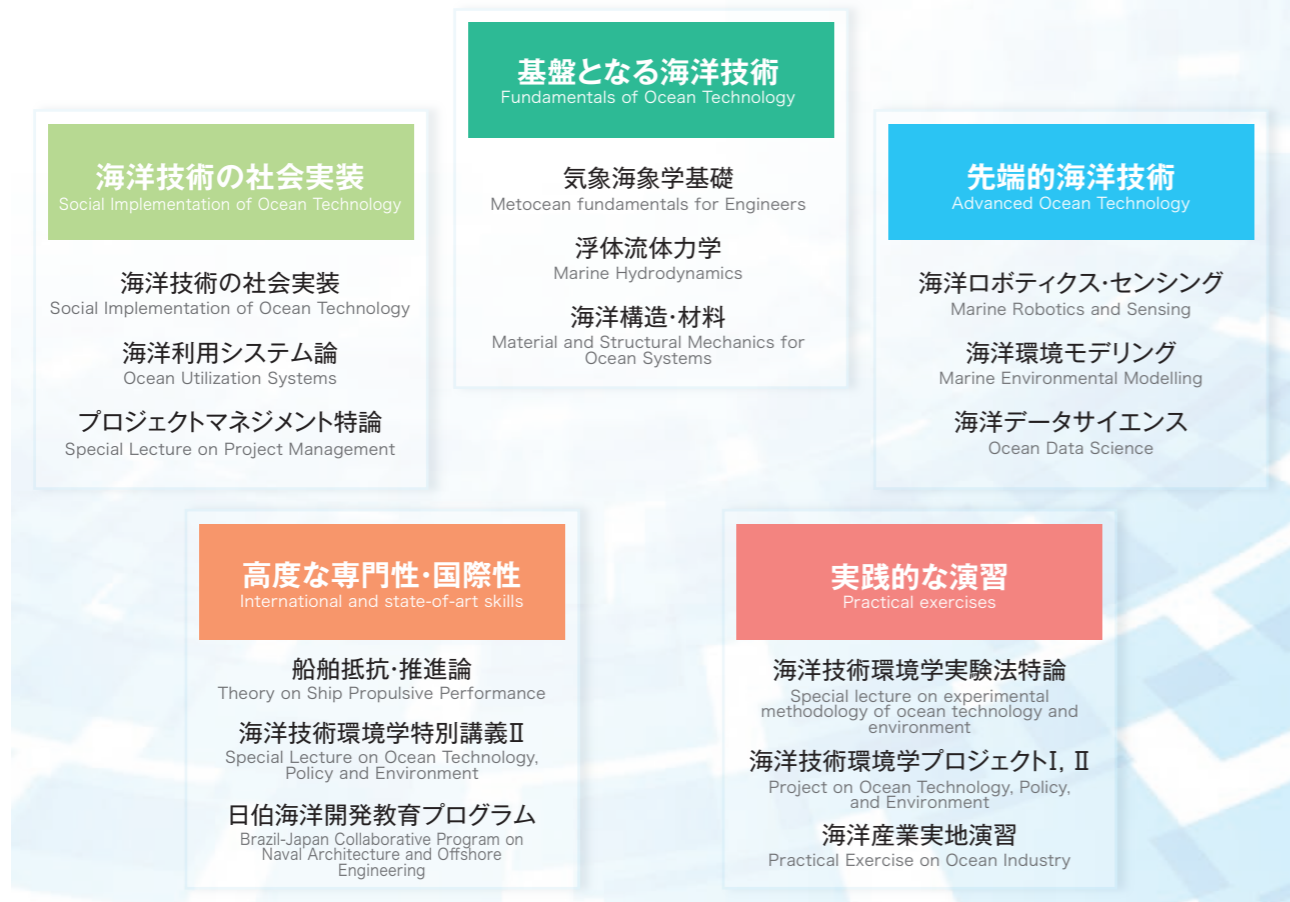 基盤となる海洋技術
Fundamentals of Ocean Technology
気象海象学基礎
Metocean fundamentals for Engineers
浮体流体力学
Marine Hydrodynamics
海洋構造・材料
Material and Structural Mechanics for
Ocean Systems
海洋技術の社会実装
Social Implementation of Ocean Technology
海洋技術の社会実装
Social Implementation of Ocean Technology
海洋利用システム論
Ocean Utilization Systems
プロジェクトマネジメント特論
Special Lecture on Project Management
先端的海洋技術
Advanced Ocean Technology
海洋ロボティクス・センシング
Marine Robotics and Sensing
海洋環境モデリング
Marine Environmental Modelling
海洋データサイエンス
Ocean Data Science
高度な専門性・国際性
International and state-of-art skills
船舶抵抗・推進論
Theory on Ship Propulsive Performance
海洋技術環境学特別講義Ⅱ
Special Lecture on Ocean Technology,
Policy and Environment
日伯海洋開発教育プログラム
Brazil-Japan Collaborative Program on
Naval Architecture and Offshore
Engineering
実践的な演習
Practical exercises
海洋技術環境学実験法特論
Special lecture on experimental
methodology of ocean technology and
environment
海洋技術環境学プロジェクトⅠ, Ⅱ
Project on Ocean Technology, Policy,
and Environment
海洋産業実地演習
Practical Exercise on Ocean Industry